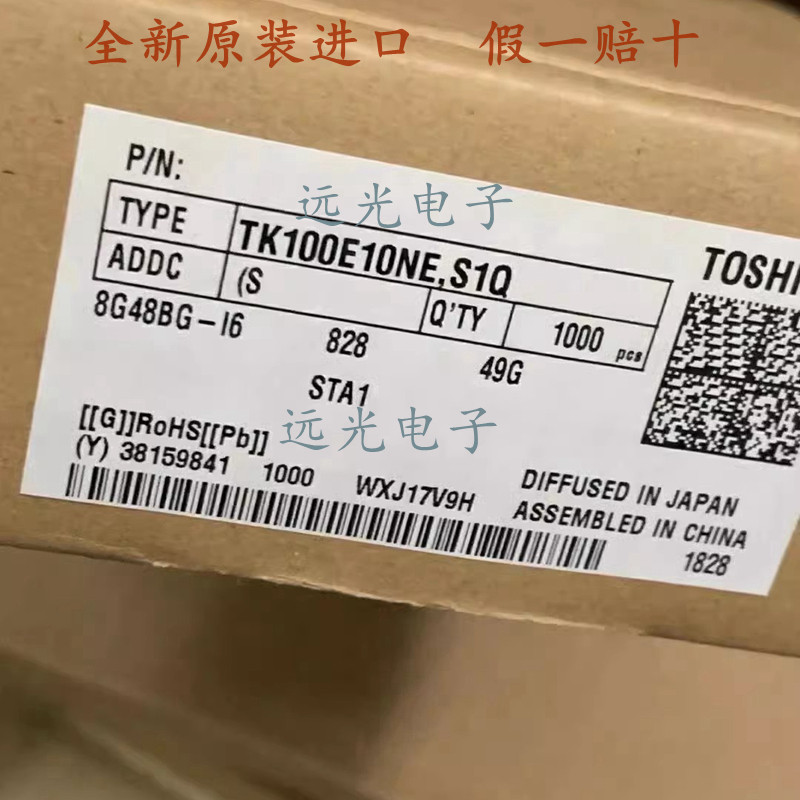 全新原装进口 假一赔十
P/N:
远光电子
TYPE TK100E10NE,S1Q
TOSHI
ADDC (S Q'TY 1000 pcs
8G48BG-I6 828 49G
STA1
远光电子
[[G]]RoHS[[Pb]]
(Y) 38159841 1000 WXJ17V9H
DIFFUSED IN JAPAN
ASSEMBLED IN CHINA
1828